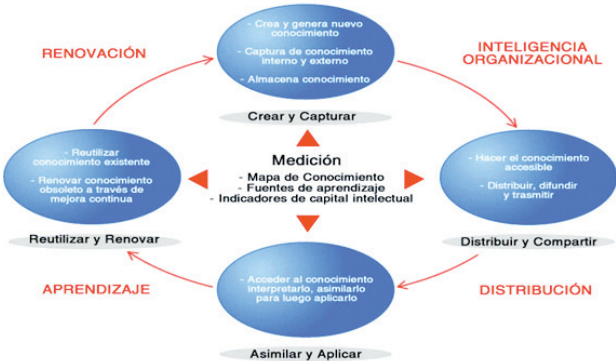 - Crea y genera nuevo
conocimiento
- Captura de conocimiento
interno y externo
- Almacena conocimiento
Crear y Capturar
RENOVACIÓN
INTELIGENCIA
ORGANIZACIONAL
- Reutilizar
conocimiento existente
- Renovar conocimiento
obsoleto a través de
mejora continua
Reutilizar y Renovar
Medición
- Mapa de Conocimiento
- Fuentes de aprendizaje
- Indicadores de capital intelectual
- Hacer el conocimiento
accesible
- Distribuir, difundir
y trasmitir
Distribuir y Compartir
APRENDIZAJE
- Acceder al conocimiento
interpretarlo, asimilarlo
para luego aplicarlo
Asimilar y Aplicar
DISTRIBUCIÓN